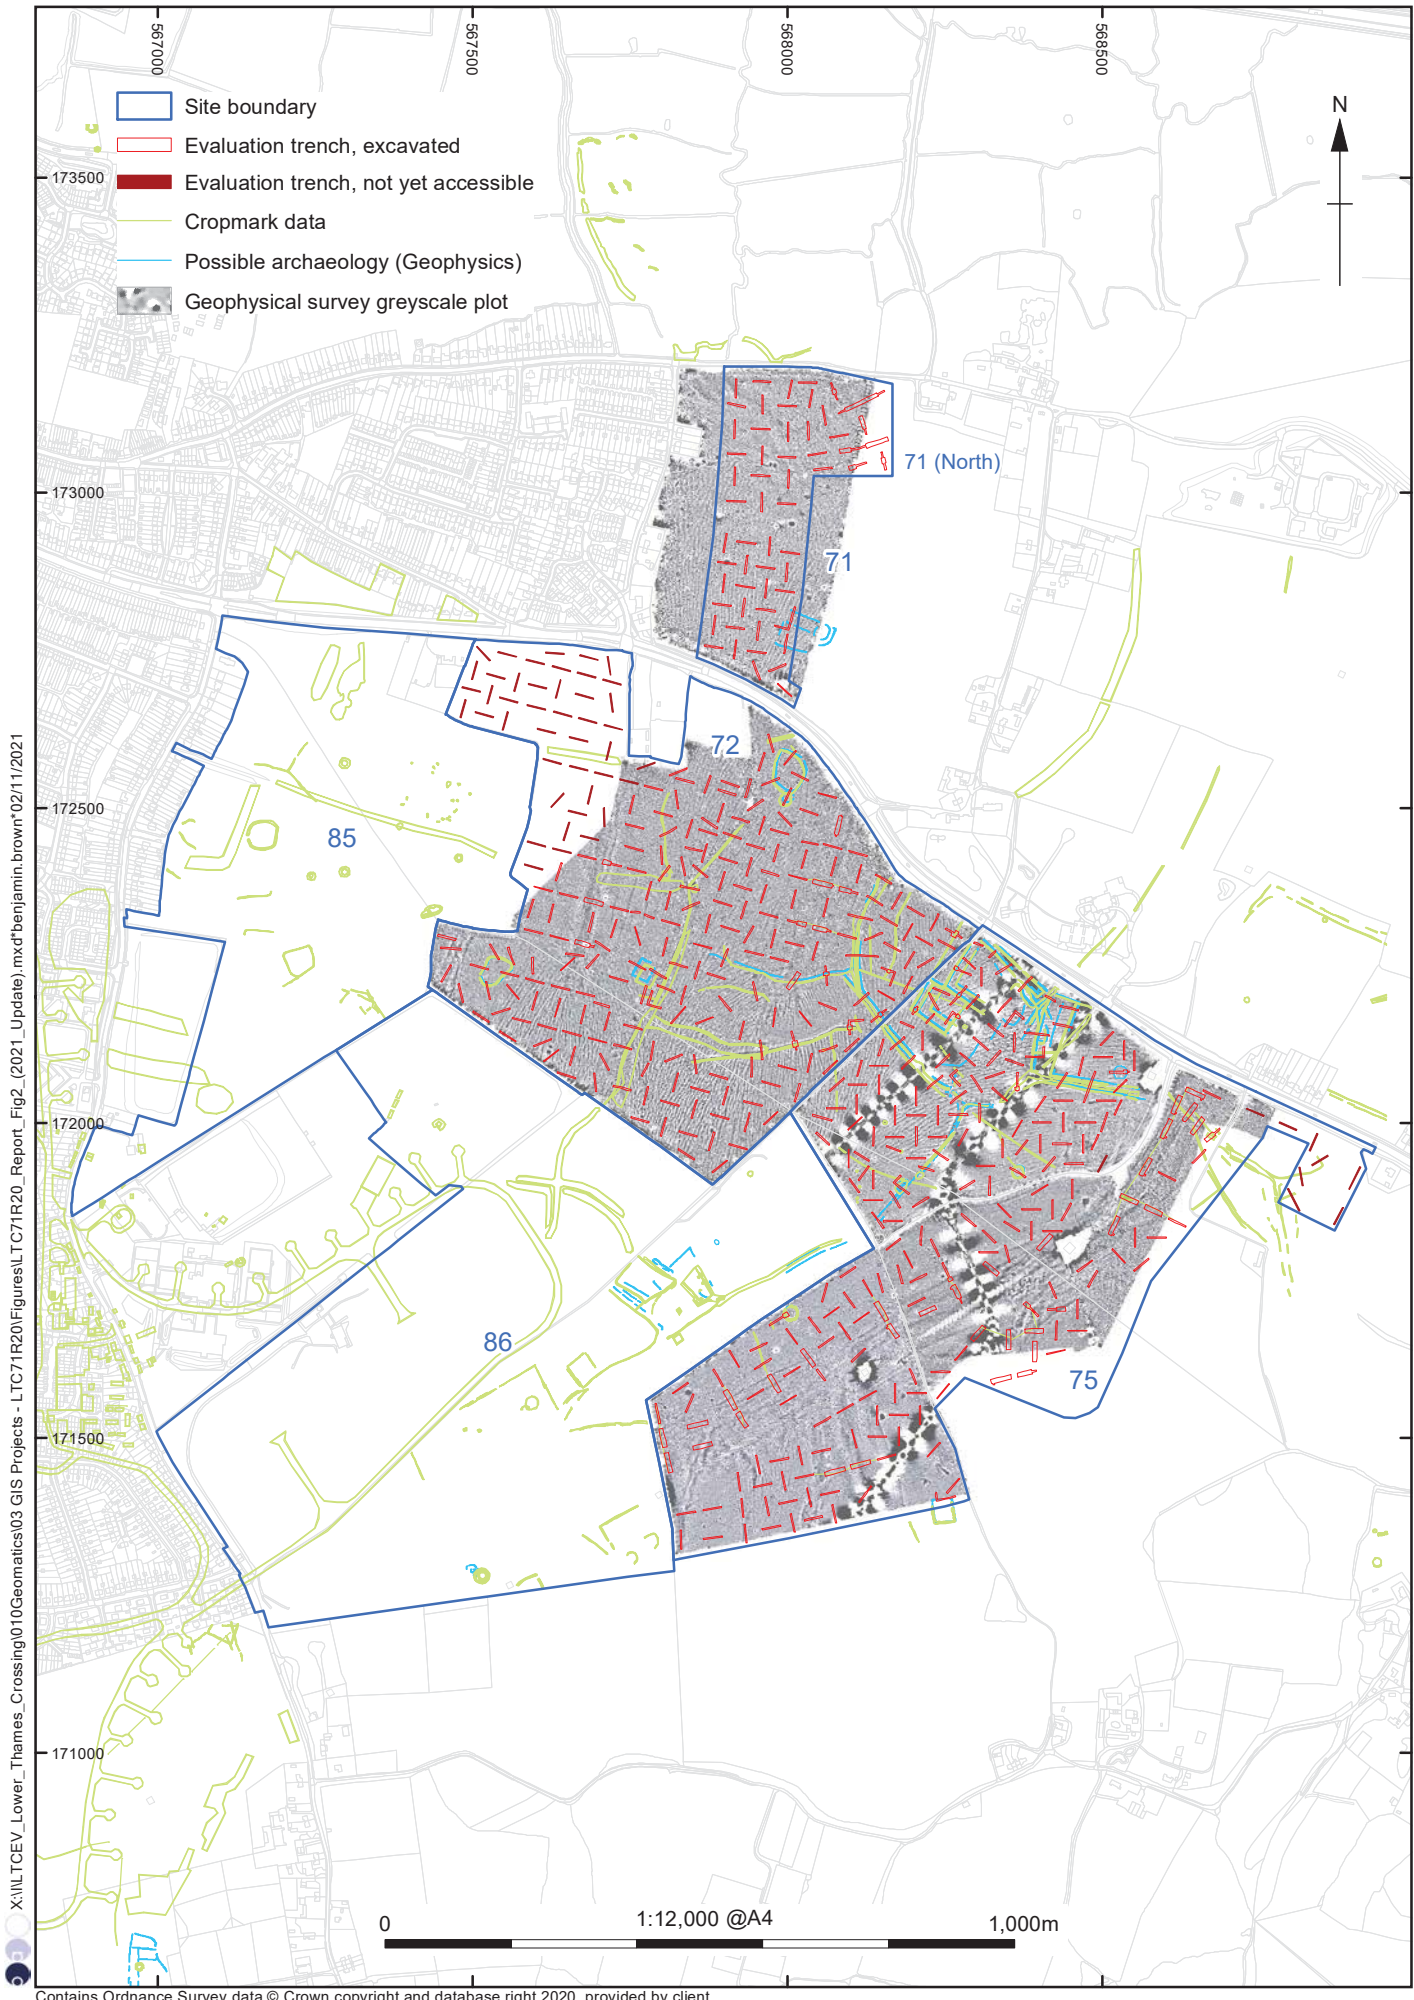 567000
567500
568000
568500
Site boundary
Evaluation trench, excavated
Evaluation trench, not yet accessible
Cropmark data
Possible archaeology (Geophysics)
Geophysical survey greyscale plot
N
173500
173000
172500
172000
171500
171000
71 (North)
71
72
85
86
75
0
1:12,000 @A4
1,000m
X:\l\LTCEV_Lower_Thames_Crossing\010Geomatics\03 GIS Projects - LTC71R20\Figures\LTC71R20_Report_Fig2_(2021_Update).mxd*benjamin.brown*02/11/2021
Contains Ordnance Survey data © Crown copyright and database right 2020, provided by client